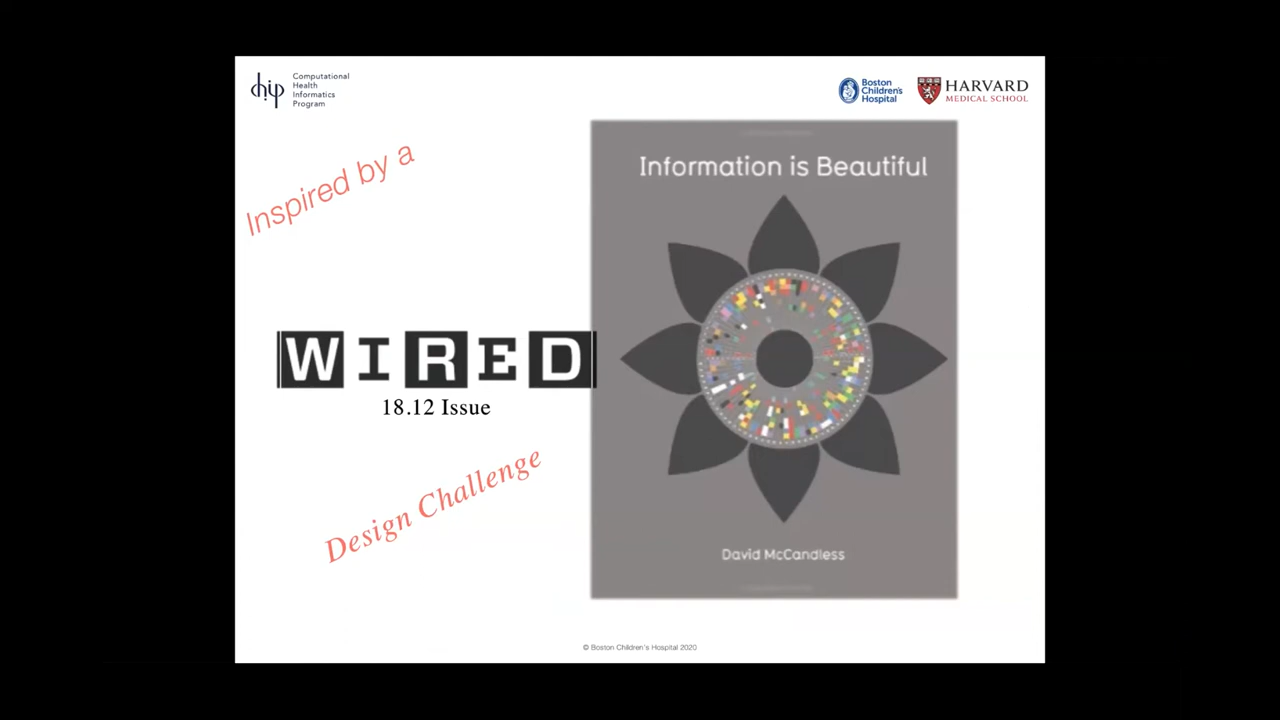 chip
Computational
Health
Informatics
Program
Boston
Children's
Hospital
HARVARD
MEDICAL SCHOOL
Inspired by a
WIRED
18.12 Issue
Design Challenge
Information is Beautiful
David McCandless
© Boston Children's Hospital 2020